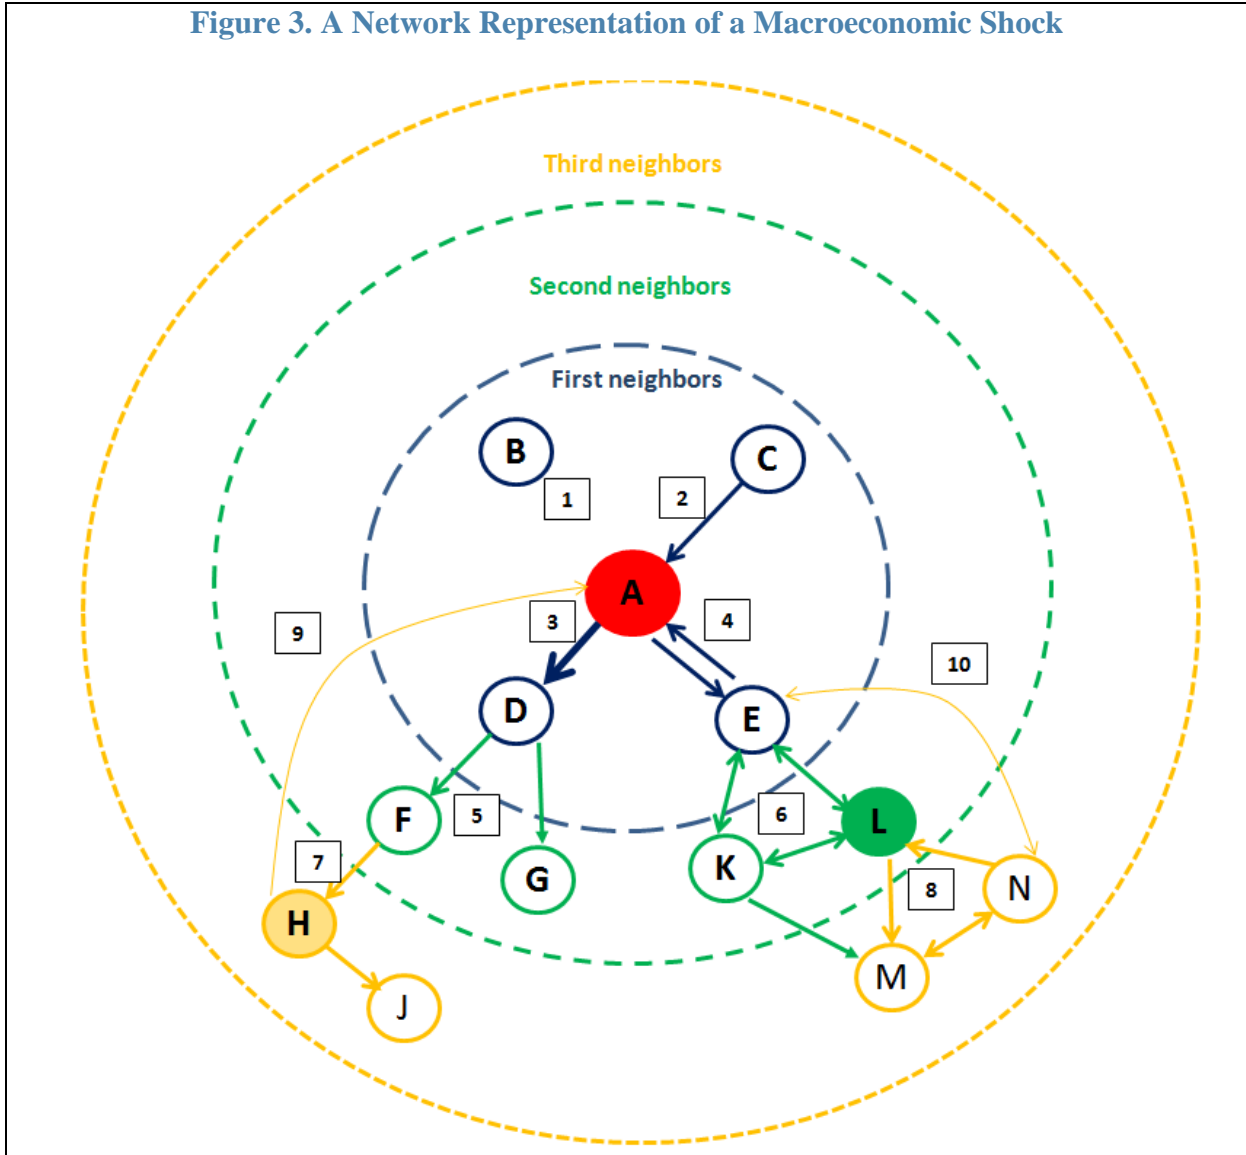 Figure 3. A Network Representation of a Macroeconomic Shock
Third neighbors
Second neighbors
First neighbors
B
C
1
2
A
3
4
9
10
D
E
F
5
6
L
7
G
K
8
N
H
M
J